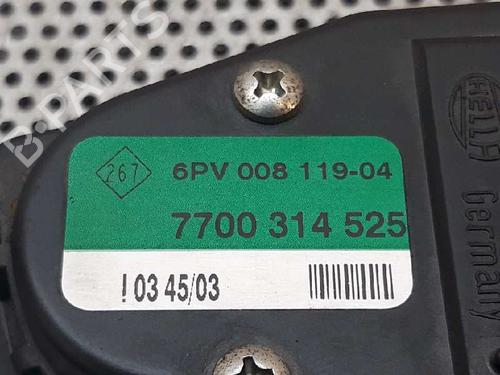 B-PARTS
267
6PV 008 119-04
7700 314 525
! 03 45/03
HELLA
Germany